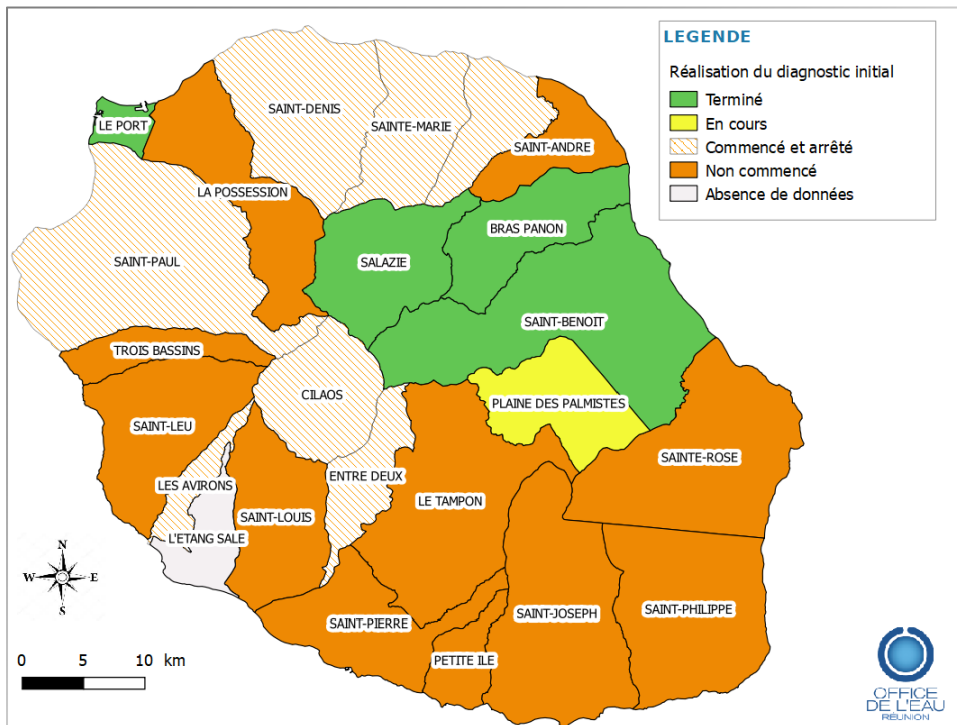 LEGENDE
Réalisation du diagnostic initial
Terminé
En cours
Commencé et arrêté
Non commencé
Absence de données
LE PORT
SAINT-DENIS
SAINTE-MARIE
SAINT-ANDRE
LA POSSESSION
BRAS PANON
SAINT-PAUL
SALAZIE
SAINT-BENOIT
TROIS BASSINS
CILAOS
PLAINE DES PALMISTES
SAINT-LEU
SAINTE-ROSE
ENTRE DEUX
LES AVIRONS
LE TAMPON
SAINT-LOUIS
L'ETANG SALE
N
W E
S
SAINT-PHILIPPE
SAINT-JOSEPH
SAINT-PIERRE
PETITE ILE
0 5 10 km
OFFICE
DE L'EAU
RÉUNION